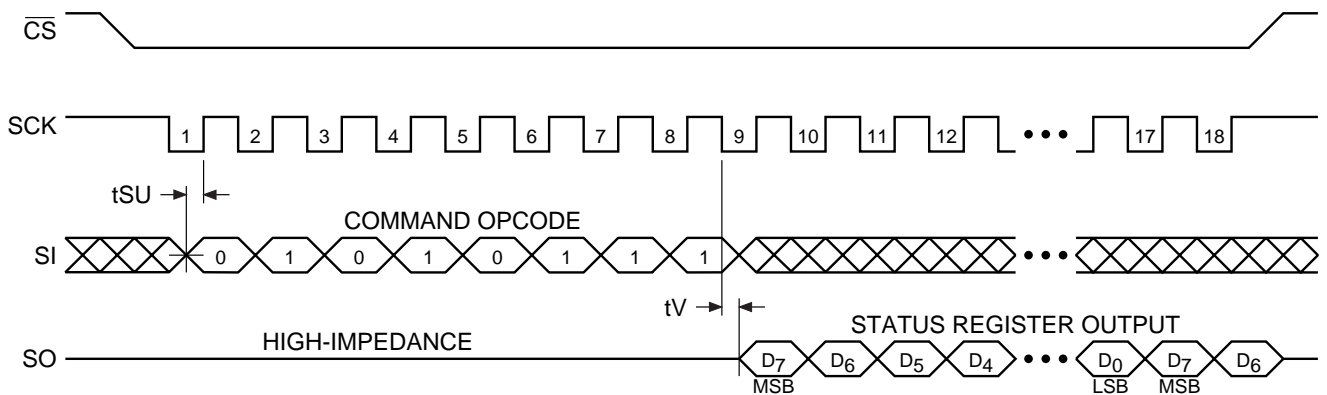 CS
SCK 1 2 3 4 5 6 7 8 9 10 11 12 17 18
tSU
COMMAND OPCODE
SI 0 1 0 1 0 1 1 1
tV
HIGH-IMPEDANCE
STATUS REGISTER OUTPUT
SO D7 D6 D5 D4 D0 D7 D6
MSB LSB MSB